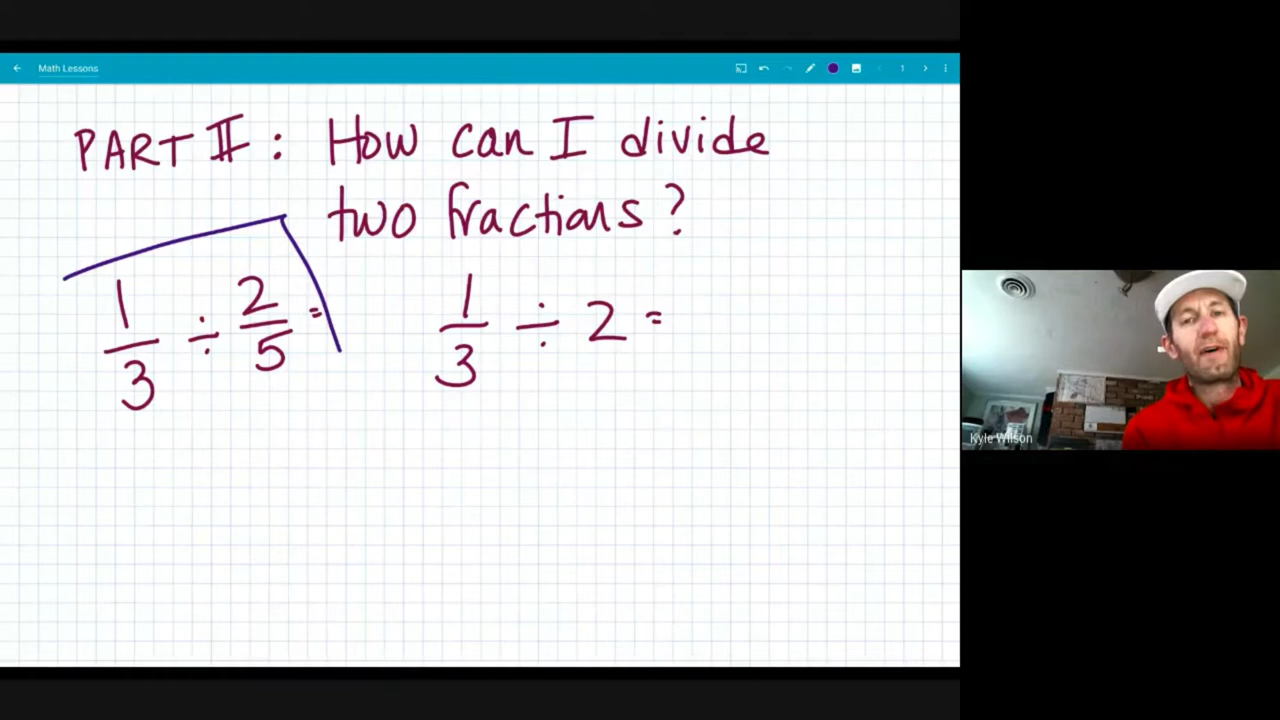 Math Lessons
1
PART II : How can I divide
two fractions ?
1/3 ÷ 2/5 =
1/3 ÷ 2 =
Kyle Wilson